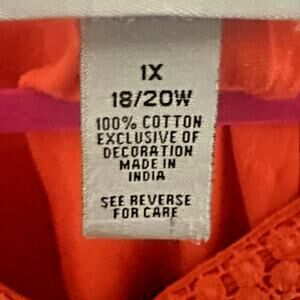 1X
18/20W
100% COTTON
EXCLUSIVE OF
DECORATION
MADE IN
INDIA
SEE REVERSE
FOR CARE